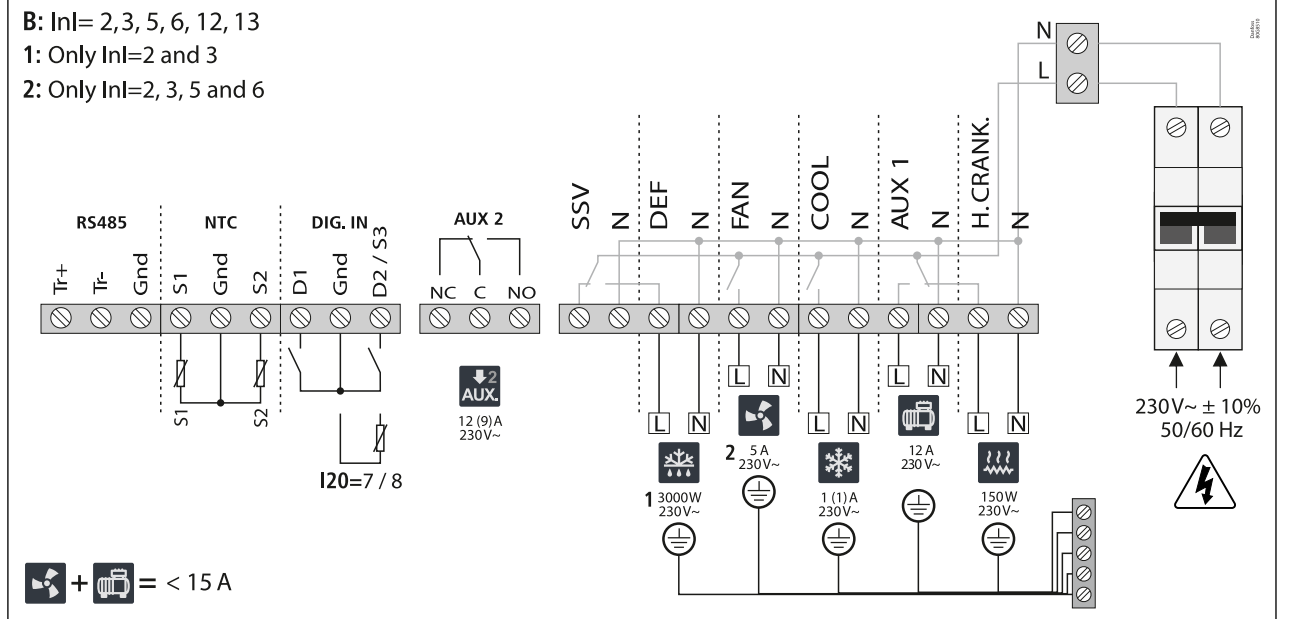 B: InI= 2,3, 5, 6, 12, 13
1: Only InI=2 and 3
2: Only InI=2, 3, 5 and 6
N
L
Danfoss
RS485
NTC
DIG. IN
AUX 2
Tr+
Tr-
Gnd
S1
Gnd
S2
D1
Gnd
D2 / S3
NC
C
NO
SSV
N
DEF
N
FAN
N
COOL
N
AUX 1
N
H.CRANK.
N
S1
S2
I20=7 / 8
2
AUX.
12 (9) A
230V~
L
N
L
N
L
N
L
N
L
N
1 3000W
230V~
2 5 A
230V~
1 (1) A
230V~
12 A
230V~
150W
230V~
230V~ ± 10%
50/60 Hz
+ = < 15 A